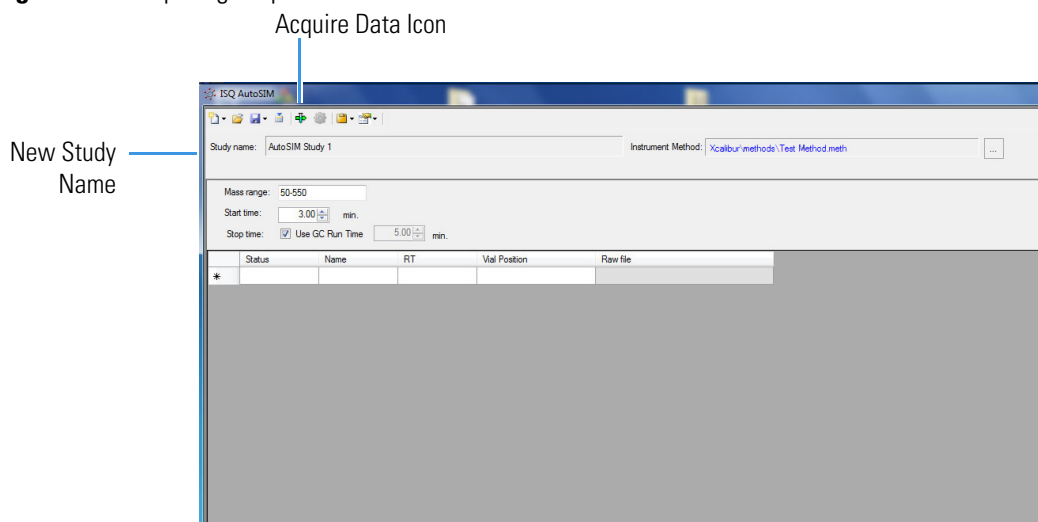 Acquire Data Icon
ISQ AutoSIM
New Study
Name
Study name: AutoSIM Study 1 Instrument Method: Xcalibur\methods\Test Method.meth ...
Mass range: 50-550
Start time: 3.00 min.
Stop time: Use GC Run Time 5.00 min.
Status Name RT Vial Position Raw file
*